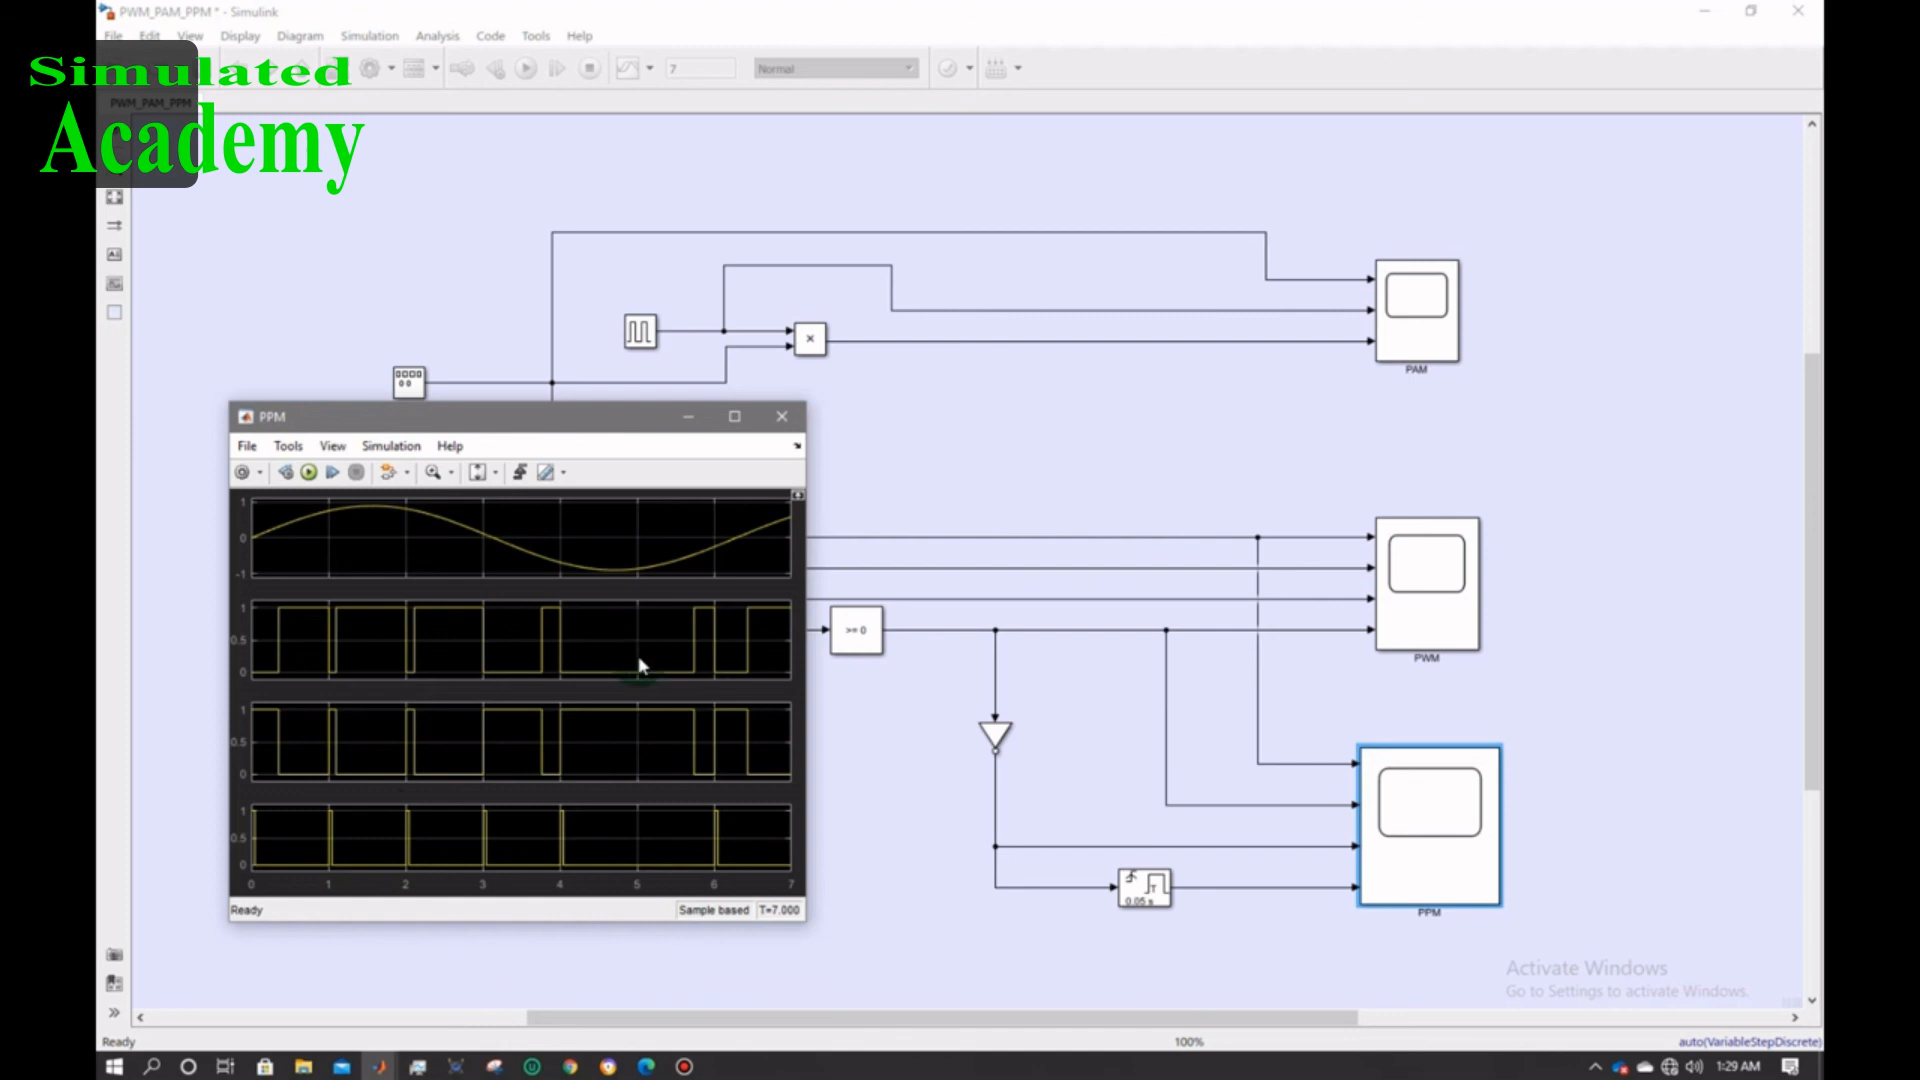 PWM_PAM_PPM * - Simulink
File Edit View Display Diagram Simulation Analysis Code Tools Help
7 Normal
Simulated
PWM_PAM_PPM
Academy
×
PAM
PPM
File Tools View Simulation Help
1
0
-1
1
0.5
0
1
0.5
0
1
0.5
0
0 1 2 3 4 5 6 7
Ready Sample based T=7.000
>= 0
PWM
T
0.05 s
PPM
Activate Windows
Go to Settings to activate Windows.
Ready 100% auto(VariableStepDiscrete)
1:29 AM